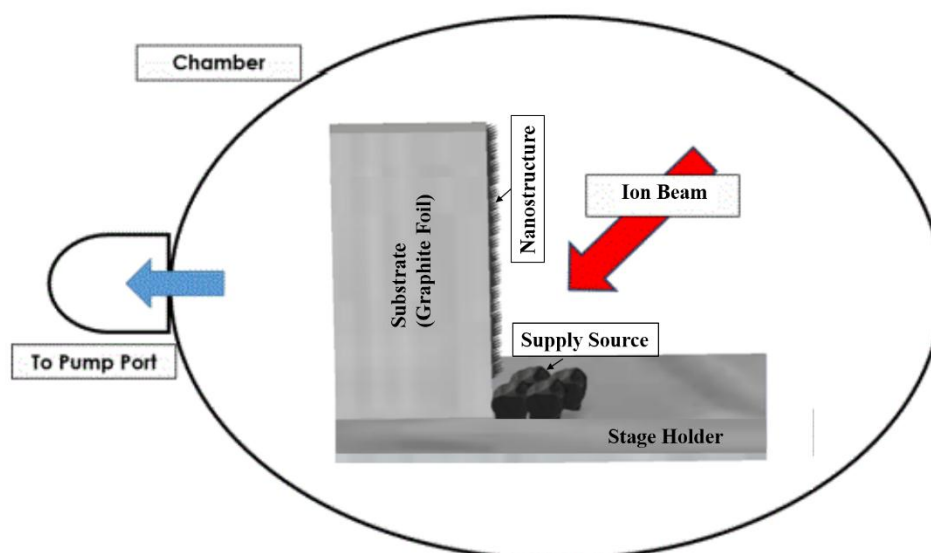 Chamber
Nanostructure
Ion Beam
Substrate
(Graphite Foil)
Supply Source
To Pump Port
Stage Holder